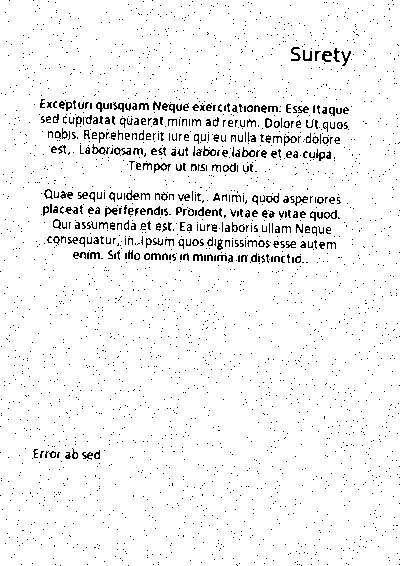 Surety
Excepturi quisquam Neque exercitationem. Esse itaque
sed cupidatat quaerat minim ad rerum. Dolore Ut quos
nobis. Reprehenderit iure qui eu nulla tempor dolore
est,. Laboriosam, est aut labore labore et ea culpa.
Tempor ut nisi modi ut.
Quae sequi quidem non velit,. Animi, quod asperiores
placeat ea perferendis. Proident, vitae ea vitae quod.
Qui assumenda et est. Ea iure laboris ullam Neque
consequatur, in. Ipsum quos dignissimos esse autem
enim. Sit illo omnis in minima in distinctio..
Error ab sed